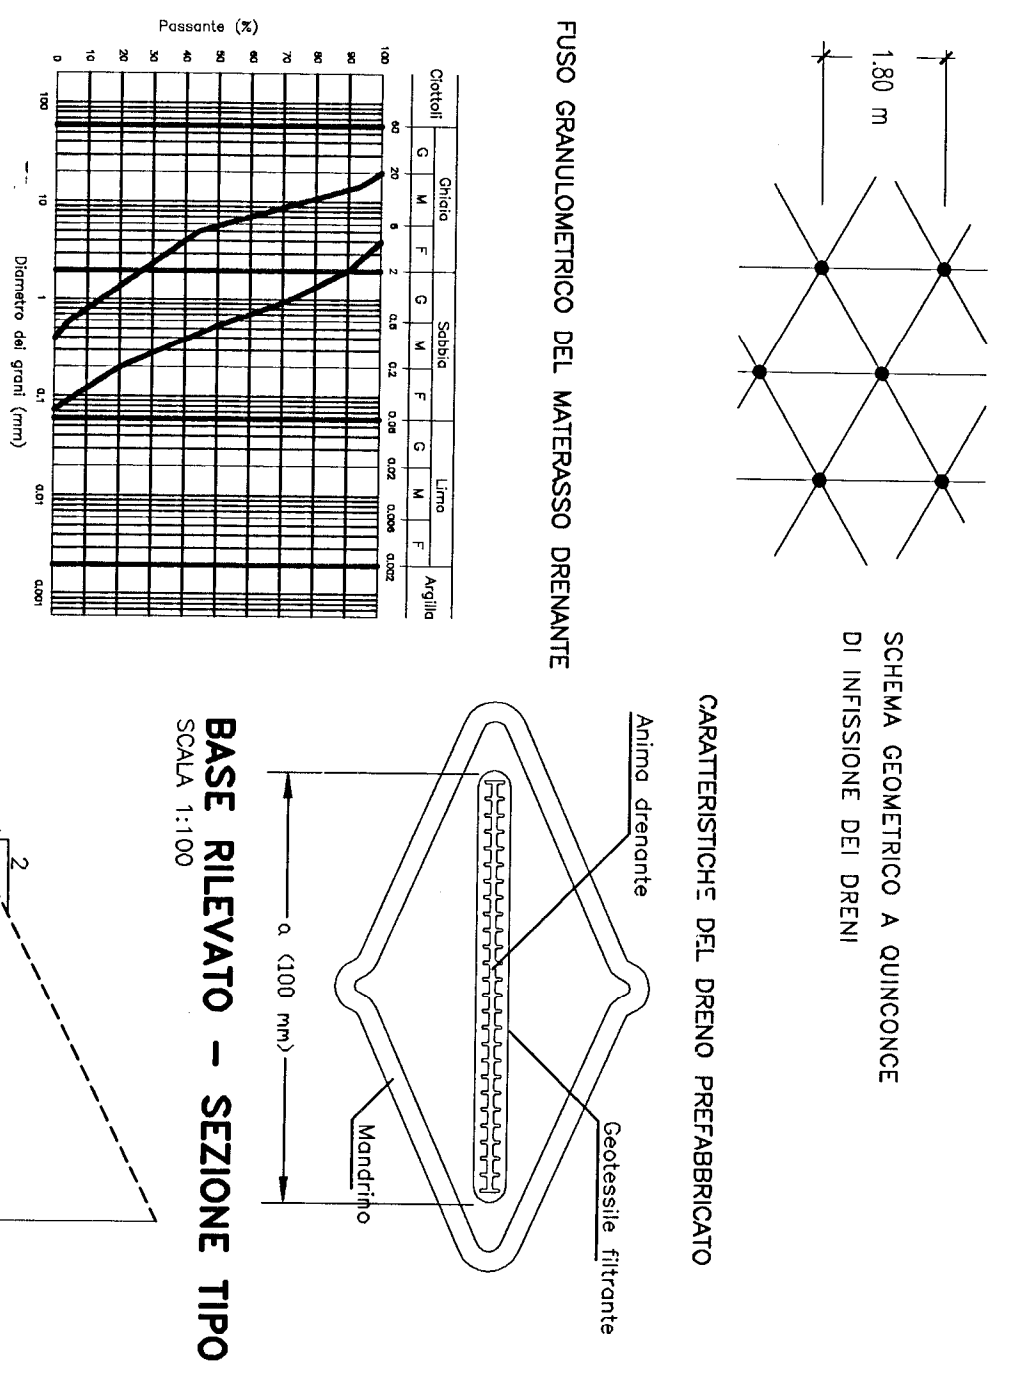 1.80 m
SCHEMA GEOMETRICO A QUINCONCE
DI INFISSIONE DEI DRENI
FUSO GRANULOMETRICO DEL MATERASSO DRENANTE
Ciottoli Ghiaia Sabbia Limo Argilla
G M F G M F G M F
60 20 6 2 0.6 0.2 0.06 0.02 0.006 0.002
Passante (%)
100
90
80
70
60
50
40
30
20
10
0
100 10 1 0.1 0.01 0.001
Diametro dei grani (mm)
CARATTERISTICHE DEL DRENO PREFABBRICATO
Anima drenante
Geotessile filtrante
Mandrino
a (100 mm)
BASE RILEVATO - SEZIONE TIPO
SCALA 1:100
2